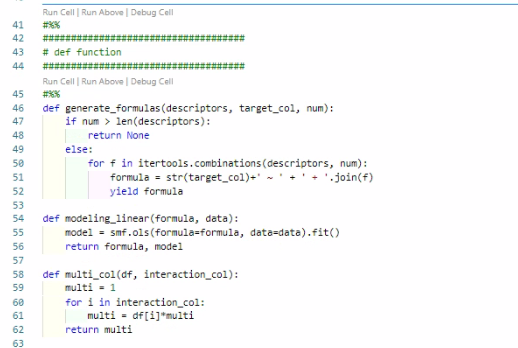 Run Cell | Run Above | Debug Cell
41 #%%
42 ####################################
43 # def function
44 ####################################
Run Cell | Run Above | Debug Cell
45 #%%
46 def generate_formulas(descriptors, target_col, num):
47     if num > len(descriptors):
48         return None
49     else:
50         for f in itertools.combinations(descriptors, num):
51             formula = str(target_col)+' ~ ' + ' + '.join(f)
52             yield formula
53
54 def modeling_linear(formula, data):
55     model = smf.ols(formula=formula, data=data).fit()
56     return formula, model
57
58 def multi_col(df, interaction_col):
59     multi = 1
60     for i in interaction_col:
61         multi = df[i]*multi
62     return multi
63